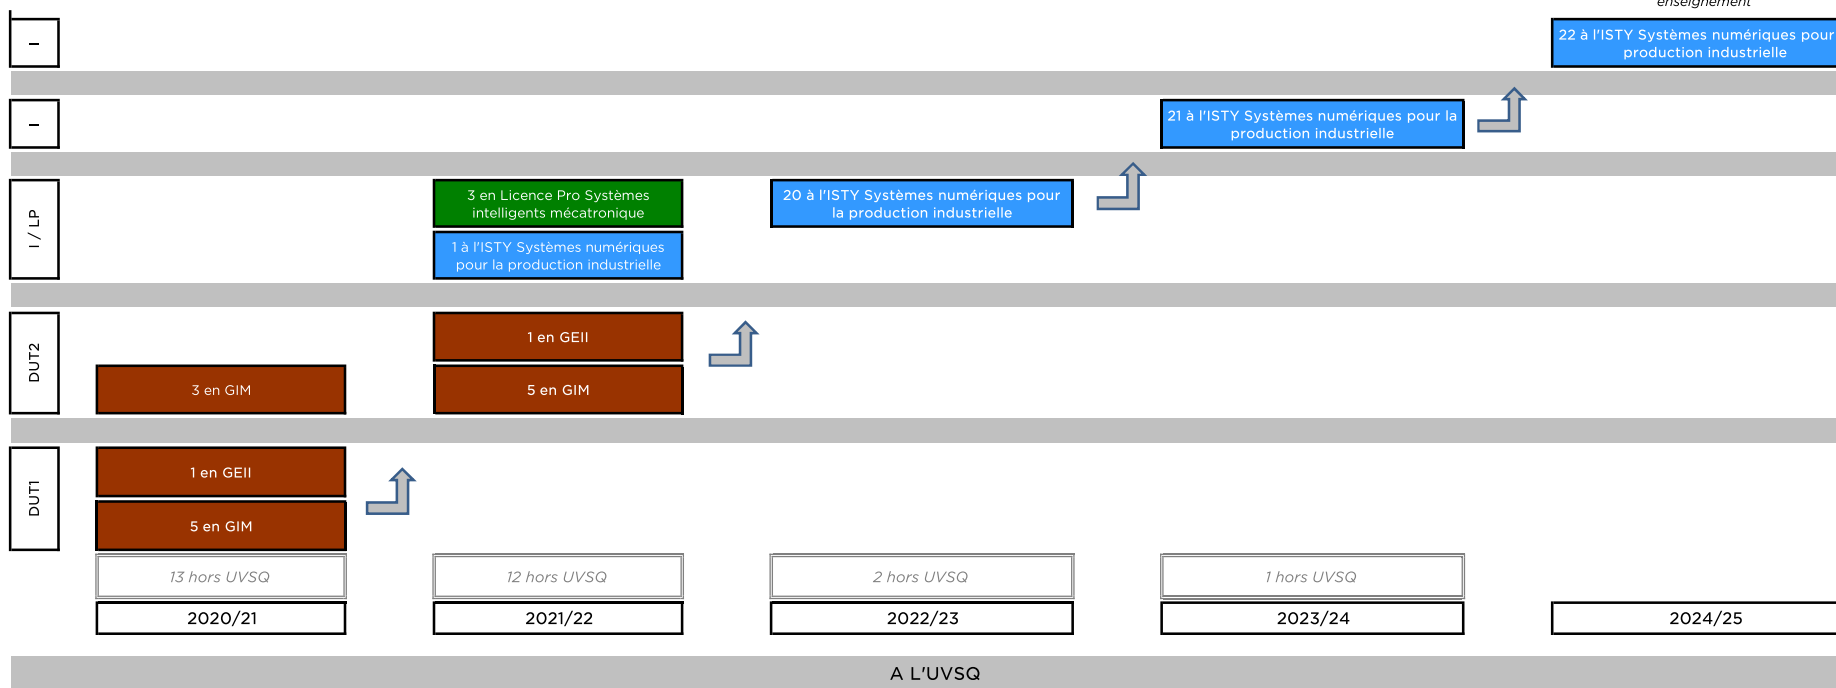 enseignement
–
22 à l'ISTY Systèmes numériques pour
production industrielle
–
21 à l'ISTY Systèmes numériques pour la
production industrielle
I / LP
3 en Licence Pro Systèmes
intelligents mécatronique
20 à l'ISTY Systèmes numériques pour
la production industrielle
1 à l'ISTY Systèmes numériques
pour la production industrielle
DUT2
1 en GEII
3 en GIM
5 en GIM
DUT1
1 en GEII
5 en GIM
13 hors UVSQ
12 hors UVSQ
2 hors UVSQ
1 hors UVSQ
2020/21
2021/22
2022/23
2023/24
2024/25
A L'UVSQ